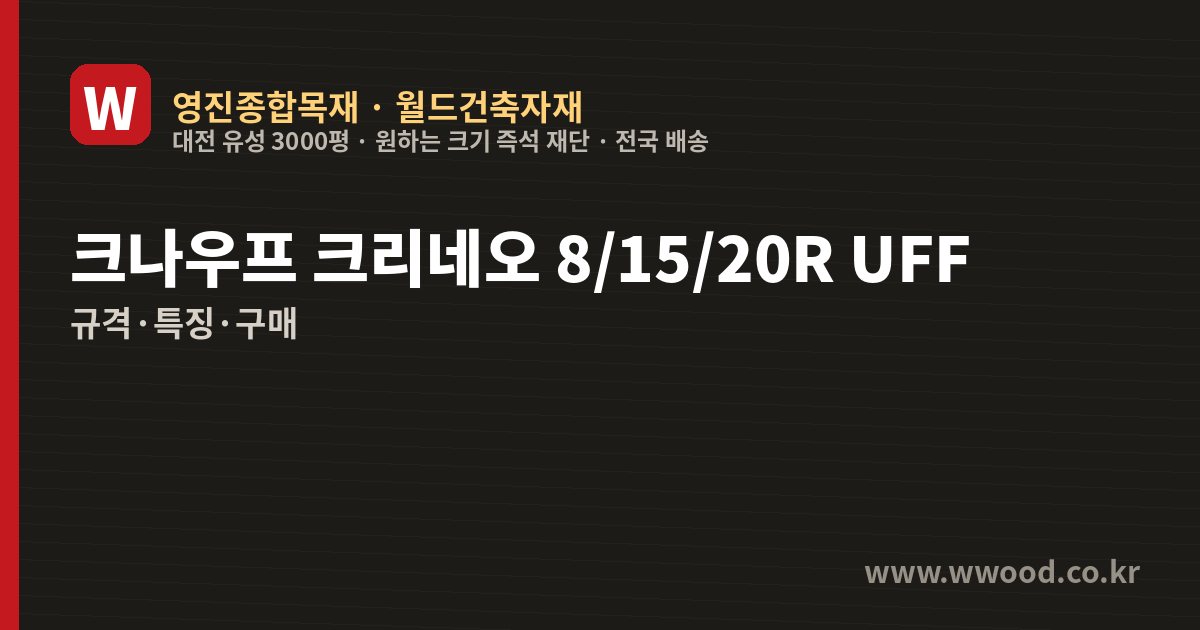 W
영진종합목재 · 월드건축자재
대전 유성 3000평 · 원하는 크기 즉석 재단 · 전국 배송
크나우프 크리네오 8/15/20R UFF
규격·특징·구매
www.wwood.co.kr